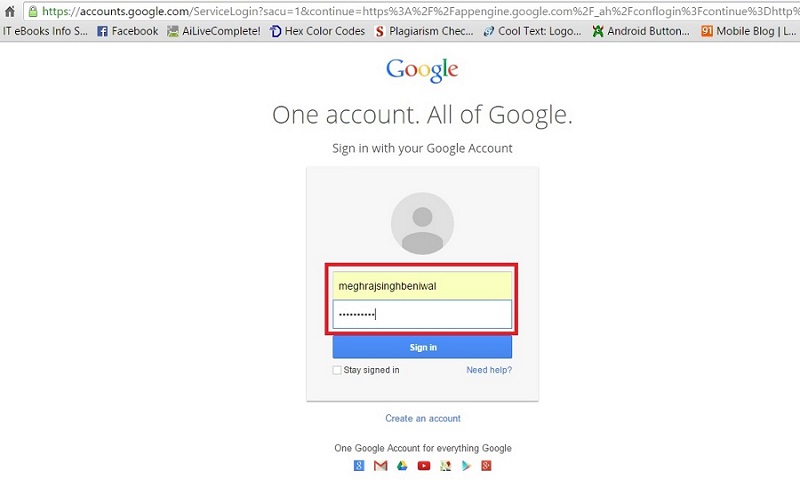 https://accounts.google.com/ServiceLogin?sacu=1&continue=https%3A%2F%2Fappengine.google.com%2F_ah%2Fconflogin%3Fcontinue%3Dhttp%
IT eBooks Info S... Facebook AiLiveComplete! Hex Color Codes Plagiarism Chec... Cool Text: Logo... Android Button... Mobile Blog | L...
Google
One account. All of Google.
Sign in with your Google Account
meghrajsinghbeniwal
••••••••••
Sign in
Stay signed in Need help?
Create an account
One Google Account for everything Google